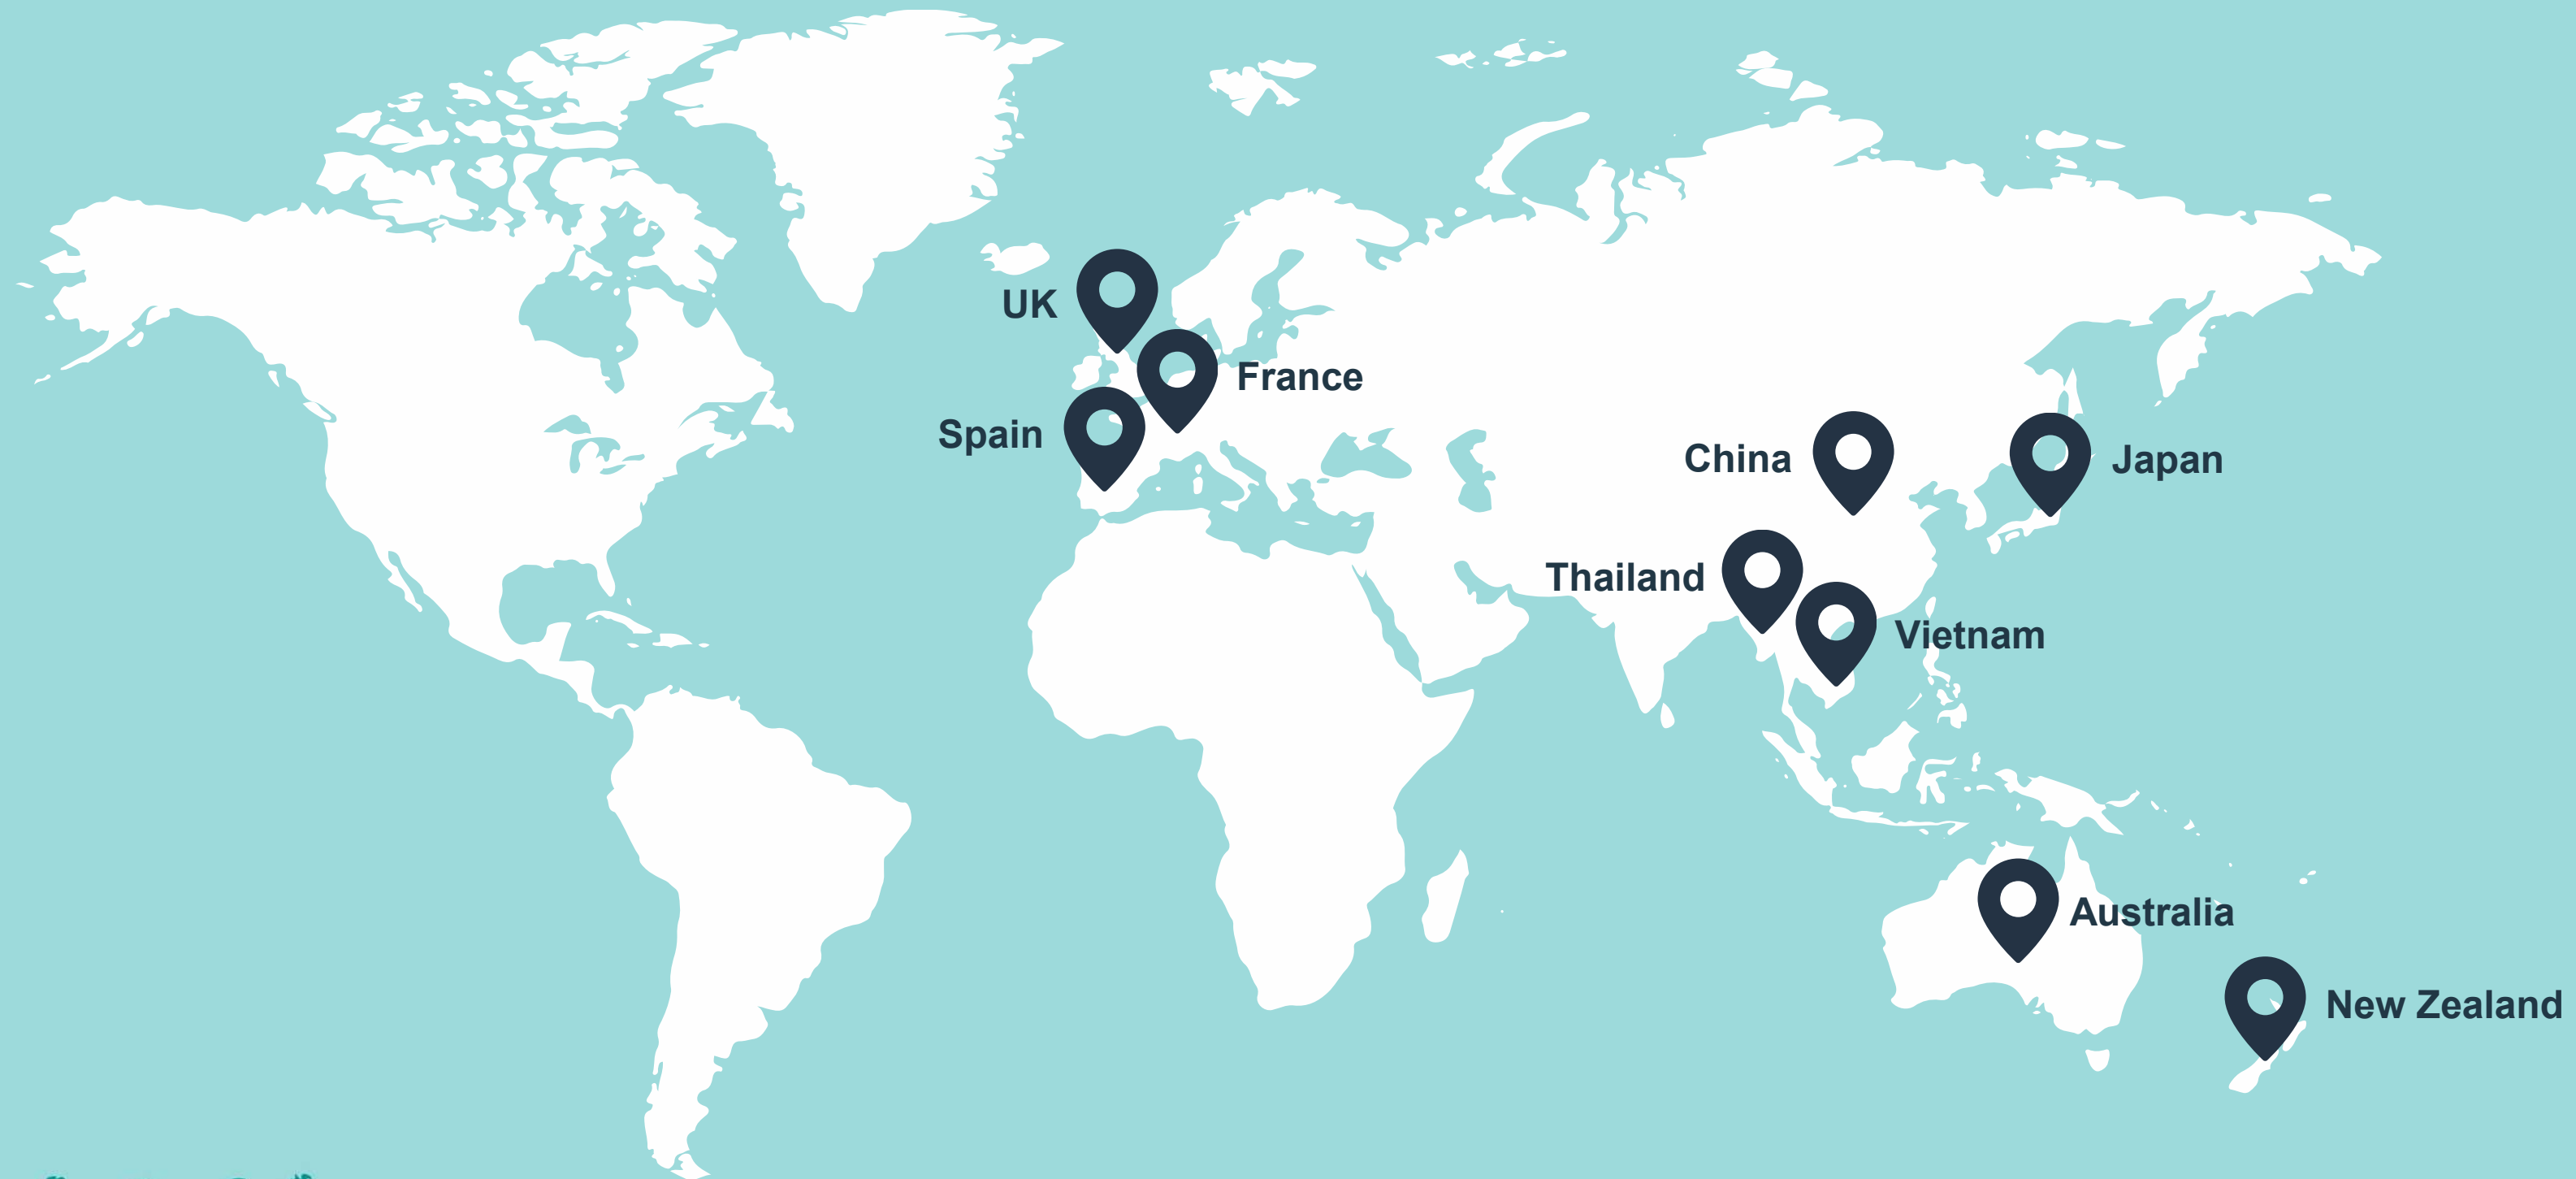 UK
France
Spain
China
Japan
Thailand
Vietnam
Australia
New Zealand